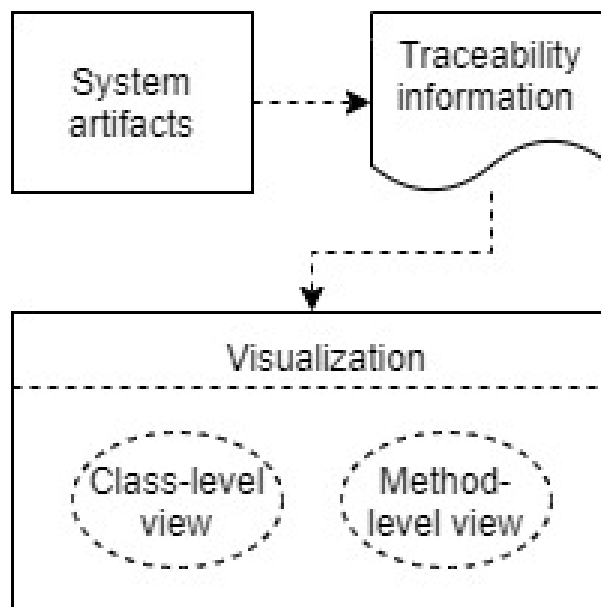 System
artifacts
Traceability
information
Visualization
Class-level
view
Method-
level view